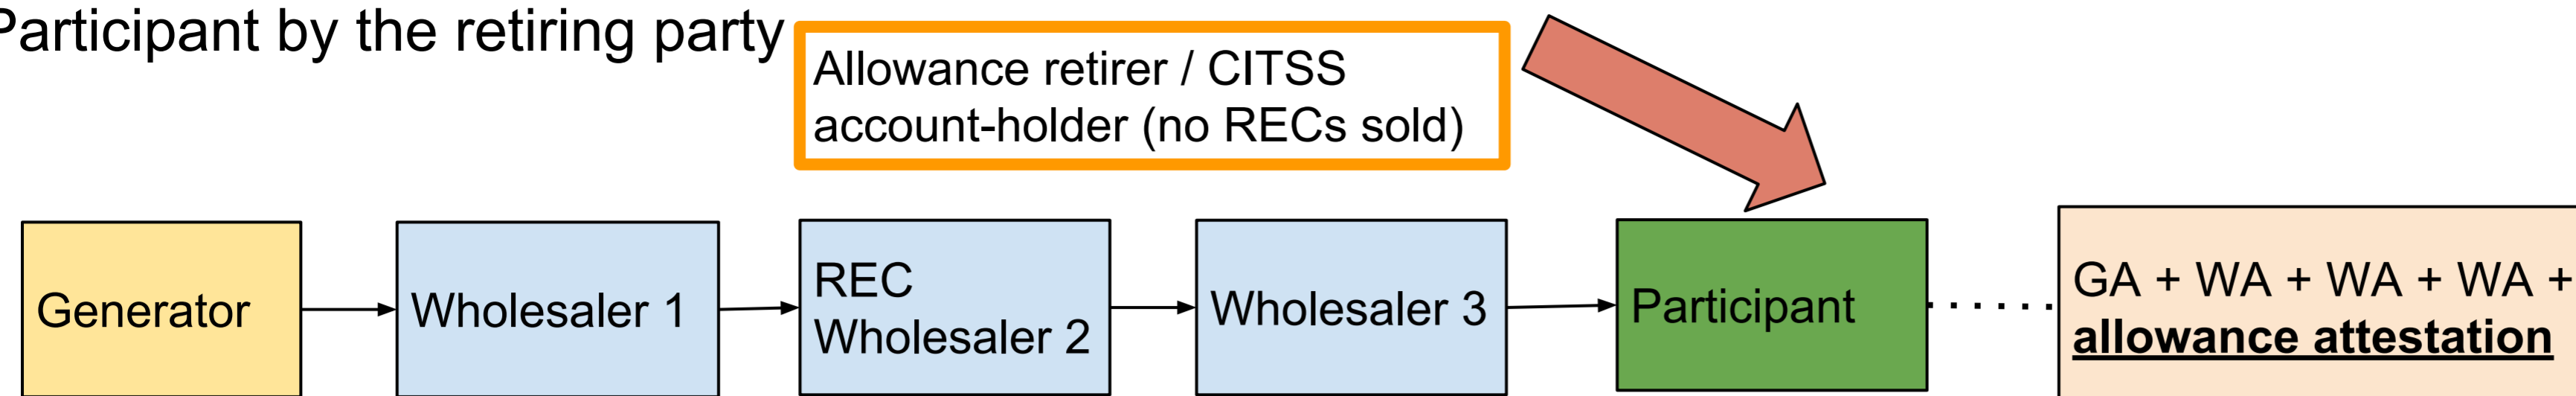 Participant by the retiring party
Allowance retirer / CITSS
account-holder (no RECs sold)
Generator
Wholesaler 1
REC
Wholesaler 2
Wholesaler 3
Participant
GA + WA + WA + WA +
allowance attestation